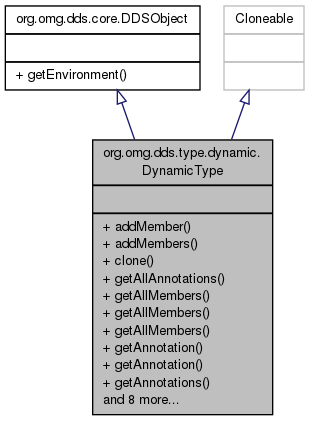 org.omg.dds.core.DDSObject
+ getEnvironment()
Cloneable
org.omg.dds.type.dynamic.
DynamicType
+ addMember()
+ addMembers()
+ clone()
+ getAllAnnotations()
+ getAllMembers()
+ getAllMembers()
+ getAllMembers()
+ getAnnotation()
+ getAnnotation()
+ getAnnotations()
and 8 more...